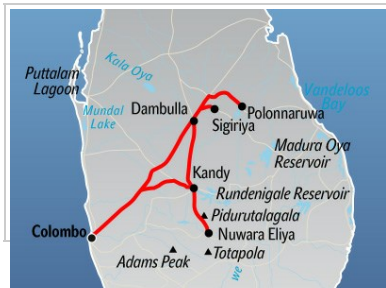 Kala Oya
Puttalam
Lagoon
Vandeloos
Bay
Mundal
Lake
Dambulla
Polonnaruwa
Sigiriya
Madura Oya
Reservoir
Kandy
Rundenigale Reservoir
Pidurutalagala
Colombo
Nuwara Eliya
Adams Peak
Totapola
we